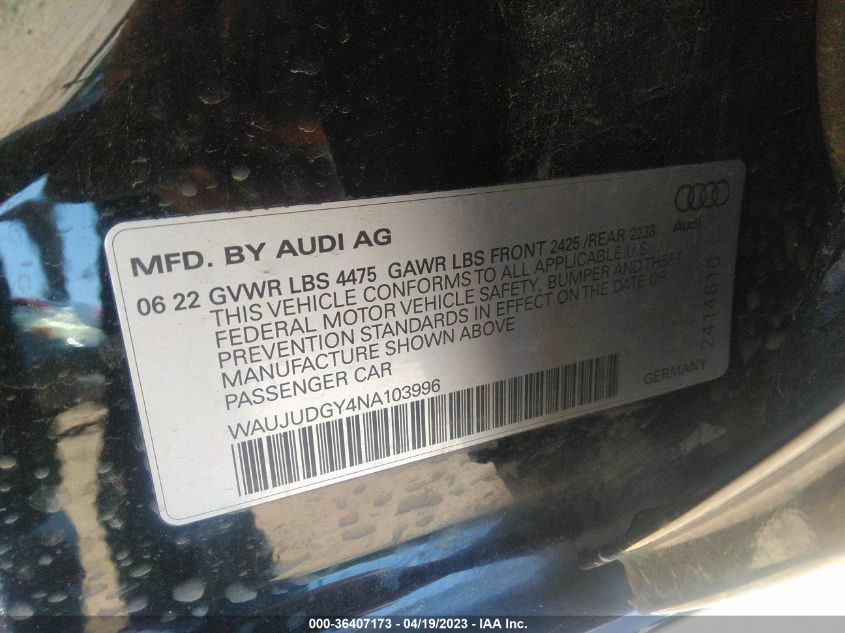 MFD. BY AUDI AG
06 22 GVWR LBS 4475 GAWR LBS FRONT 2425 /REAR 2238
THIS VEHICLE CONFORMS TO ALL APPLICABLE U.S.
FEDERAL MOTOR VEHICLE SAFETY, BUMPER AND THEFT
PREVENTION STANDARDS IN EFFECT ON THE DATE OF
MANUFACTURE SHOWN ABOVE
PASSENGER CAR
WAUJUDGY4NA103996
Audi
2414610
GERMANY
000-36407173 - 04/19/2023 - IAA Inc.